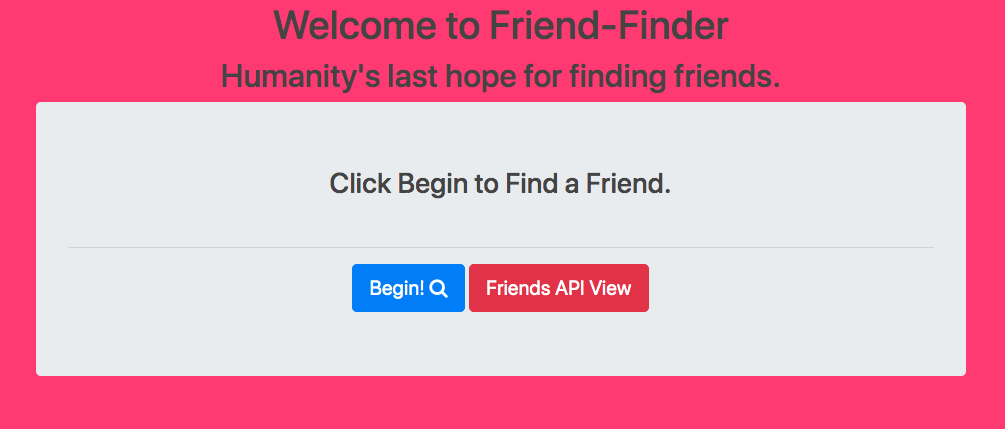 Welcome to Friend-Finder
Humanity's last hope for finding friends.
Click Begin to Find a Friend.
Begin!
Friends API View